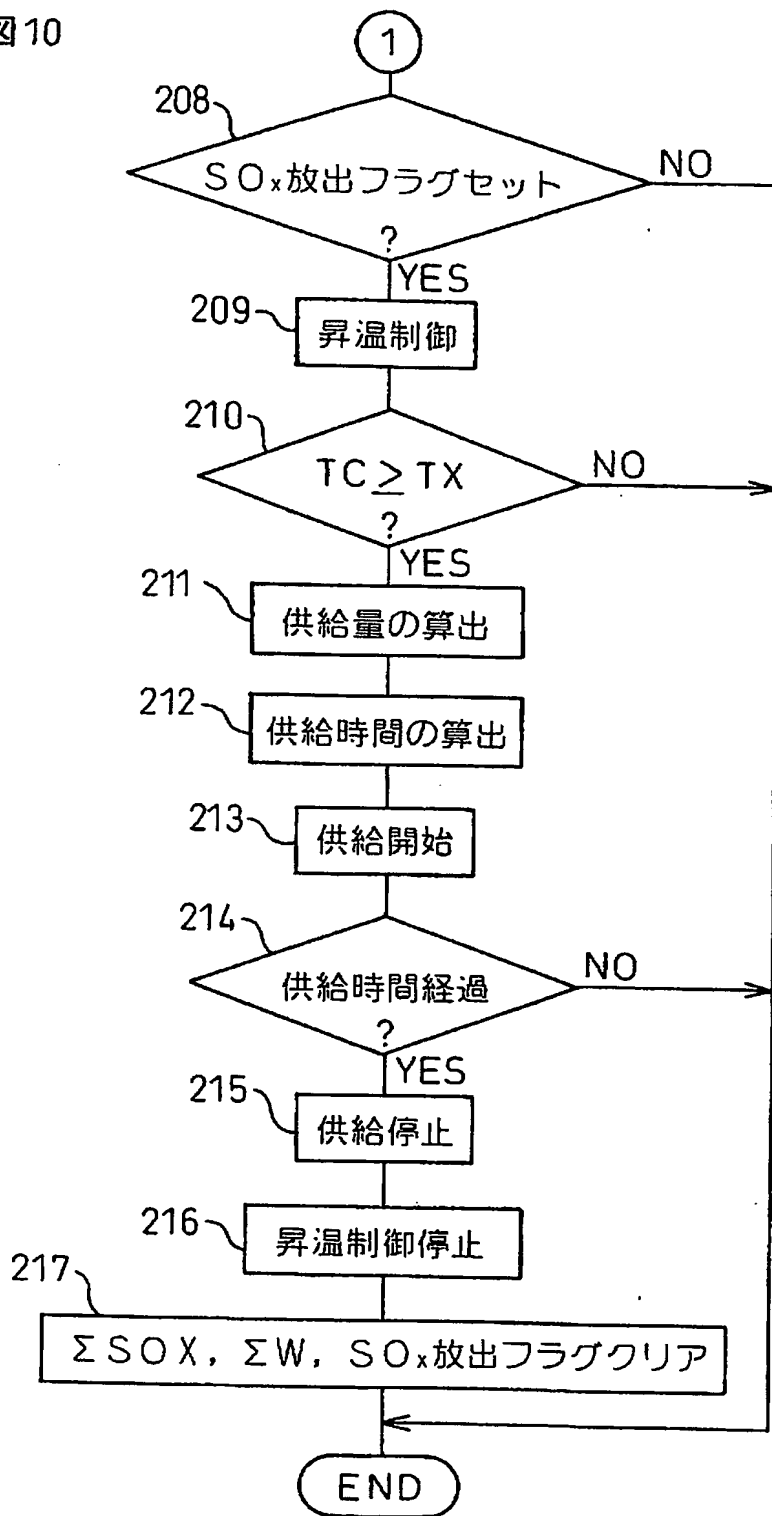 図10
1
208
SOx放出フラグセット
?
NO
YES
209
昇温制御
210
TC≧TX
?
NO
YES
211
供給量の算出
212
供給時間の算出
213
供給開始
214
供給時間経過
?
NO
YES
215
供給停止
216
昇温制御停止
217
ΣSOX, ΣW, SOx放出フラグクリア
END